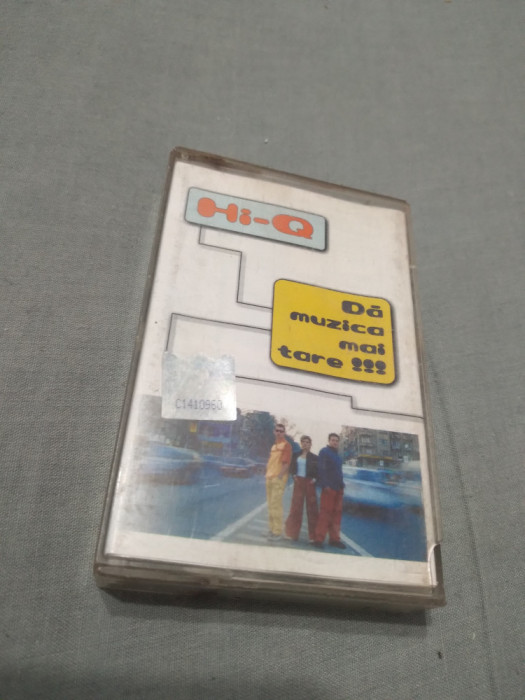 Hi-Q
Dă
muzica
mai
tare !!!
C1410960